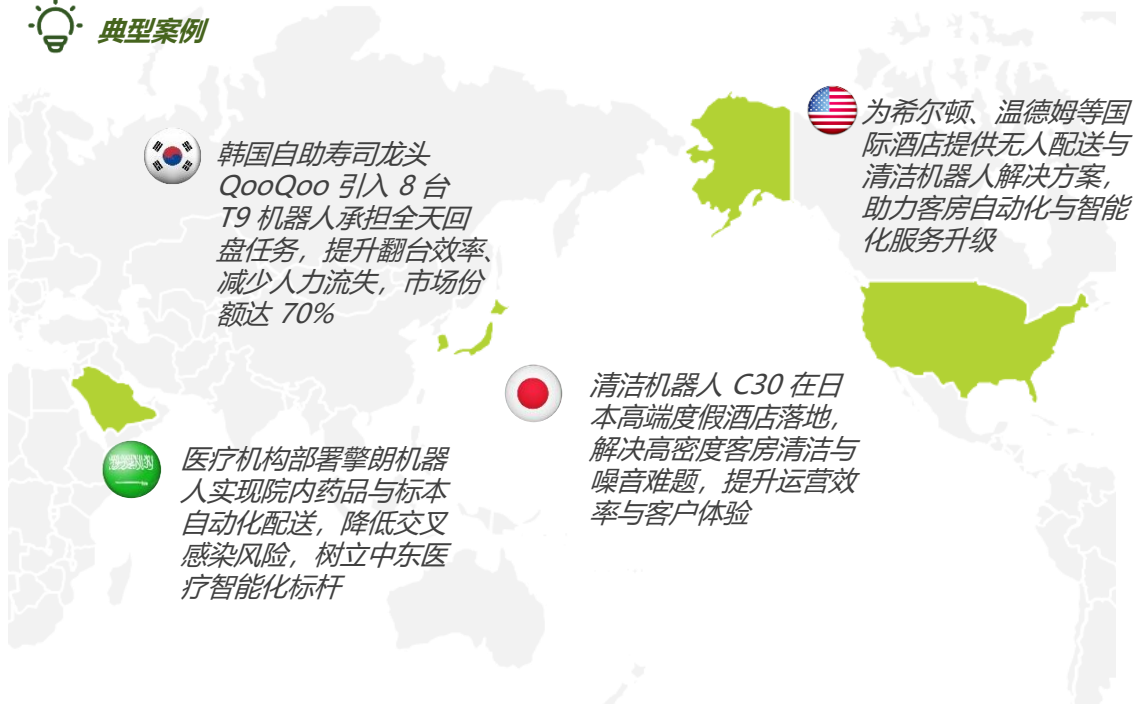 典型案例
韩国自助寿司龙头
QooQoo 引入 8 台
T9 机器人承担全天回
盘任务，提升翻台效率、
减少人力流失，市场份
额达 70%
为希尔顿、温德姆等国
际酒店提供无人配送与
清洁机器人解决方案，
助力客房自动化与智能
化服务升级
清洁机器人 C30 在日
本高端度假酒店落地，
解决高密度客房清洁与
噪音难题，提升运营效
率与客户体验
医疗机构部署擎朗机器
人实现院内药品与标本
自动化配送，降低交叉
感染风险，树立中东医
疗智能化标杆